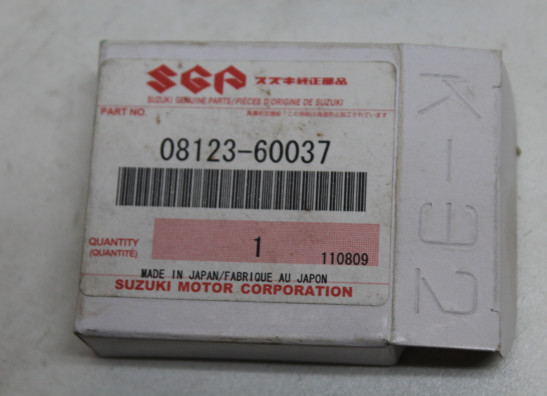 SGP スズキ純正部品
SUZUKI GENUINE PARTS/PIÈCES D'ORIGINE DE SUZUKI
PART NO.
08123-60037
QUANTITY
(QUANTITÉ)
1
110809
MADE IN JAPAN/FABRIQUE AU JAPON
SUZUKI MOTOR CORPORATION
K-92